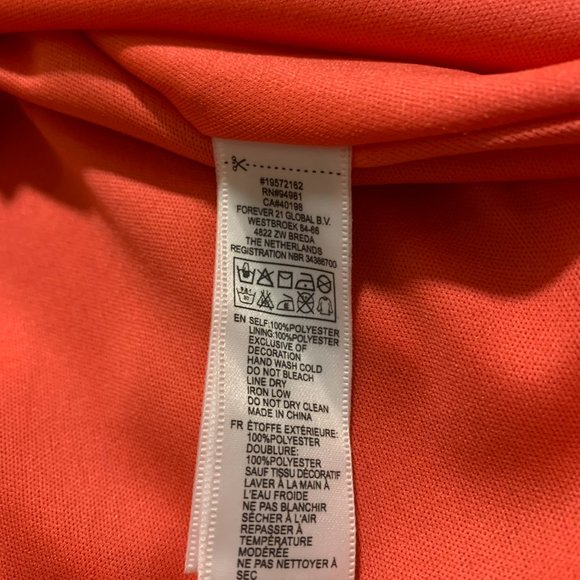 #19572162
RN#94981
CA#40198
FOREVER 21 GLOBAL B.V.
WESTBROEK 64-66
4822 ZW BREDA
THE NETHERLANDS
REGISTRATION NBR 34386700
EN SELF:100%POLYESTER
LINING:100%POLYESTER
EXCLUSIVE OF
DECORATION
HAND WASH COLD
DO NOT BLEACH
LINE DRY
IRON LOW
DO NOT DRY CLEAN
MADE IN CHINA
FR ÉTOFFE EXTÉRIEURE:
100%POLYESTER
DOUBLURE:
100%POLYESTER
SAUF TISSU DÉCORATIF
LAVER À LA MAIN À
L'EAU FROIDE
NE PAS BLANCHIR
SÉCHER À L'AIR
REPASSER À
TEMPÉRATURE
MODÉRÉE
NE PAS NETTOYER À
SEC